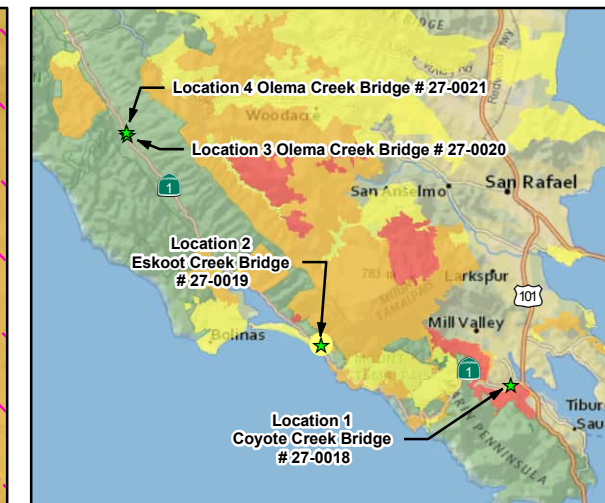 Location 4 Olema Creek Bridge # 27-0021
Woodacre
Location 3 Olema Creek Bridge # 27-0020
1
San Anselmo
San Rafael
Location 2
Eskoot Creek Bridge
# 27-0019
Larkspur
101
Bolinas
Mill Valley
1
Location 1
Coyote Creek Bridge
# 27-0018
Tibur
Sau
PENNINSULA